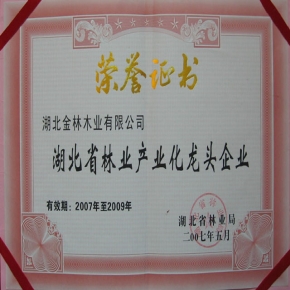 荣誉证书
湖北金林木业有限公司
湖北省林业产业化龙头企业
有效期：2007年至2009年
湖北省林业局
二00七年五月